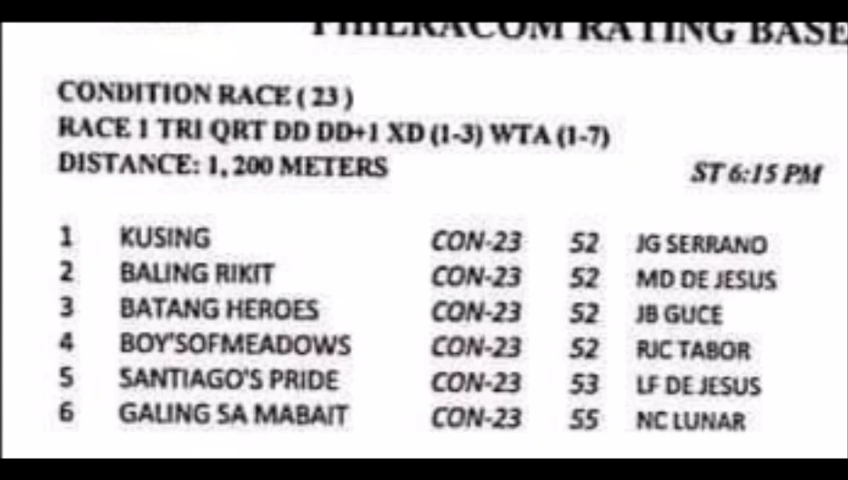 PHILRACOM RATING BASE
CONDITION RACE ( 23 )
RACE 1 TRI QRT DD DD+1 XD (1-3) WTA (1-7)
DISTANCE: 1, 200 METERS ST 6:15 PM
1 KUSING CON-23 52 JG SERRANO
2 BALING RIKIT CON-23 52 MD DE JESUS
3 BATANG HEROES CON-23 52 JB GUCE
4 BOY'SOFMEADOWS CON-23 52 RJC TABOR
5 SANTIAGO'S PRIDE CON-23 53 LF DE JESUS
6 GALING SA MABAIT CON-23 55 NC LUNAR